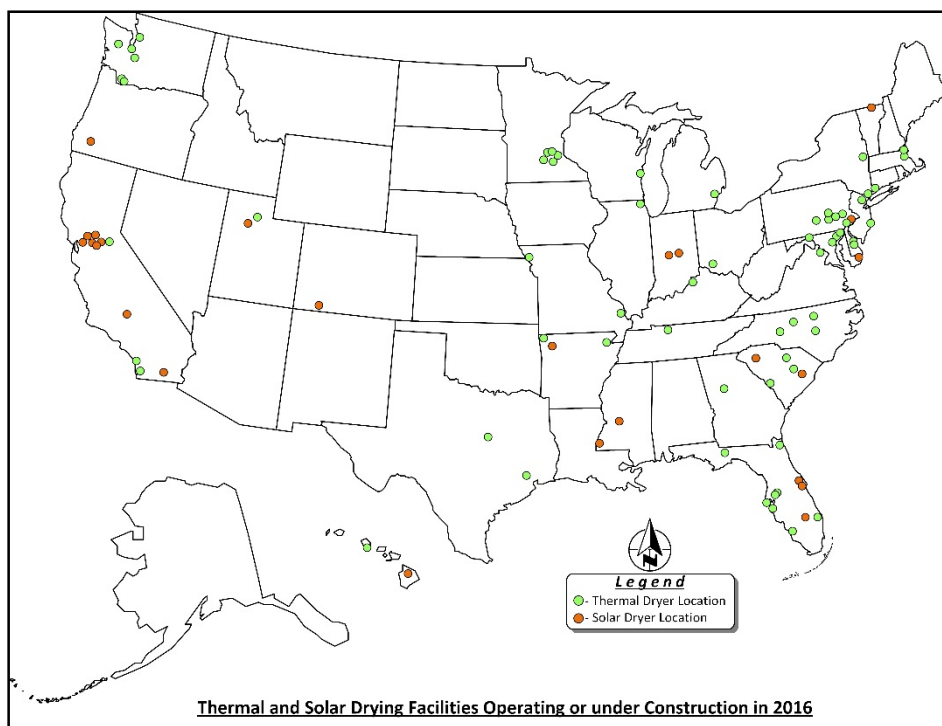 N
Legend
- Thermal Dryer Location
- Solar Dryer Location
Thermal and Solar Drying Facilities Operating or under Construction in 2016